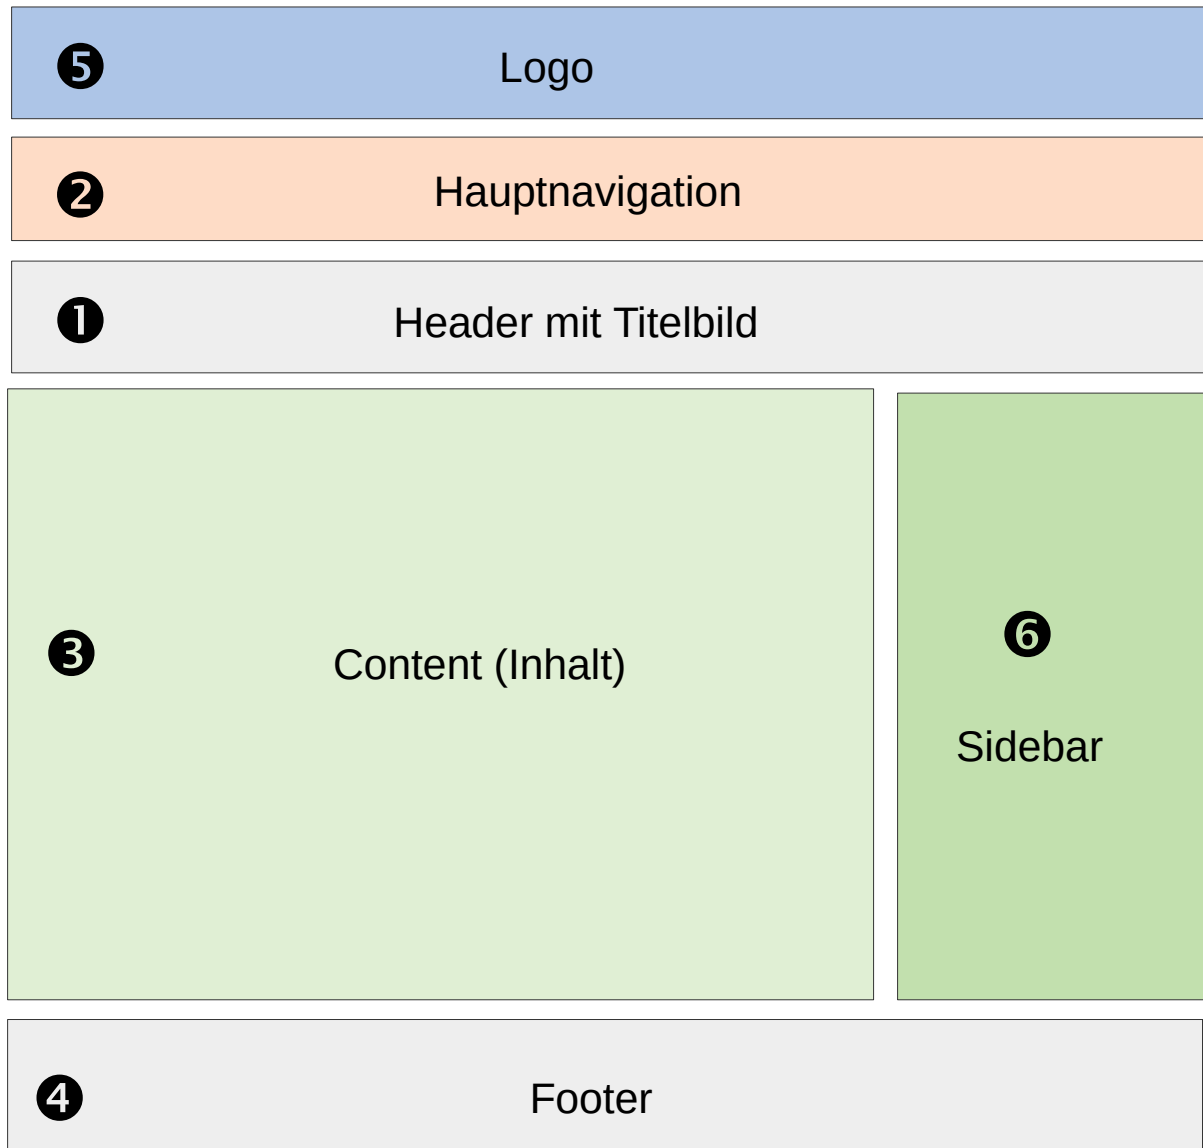 ❺ Logo
❷ Hauptnavigation
❶ Header mit Titelbild
❸ Content (Inhalt)
❻
Sidebar
❹ Footer